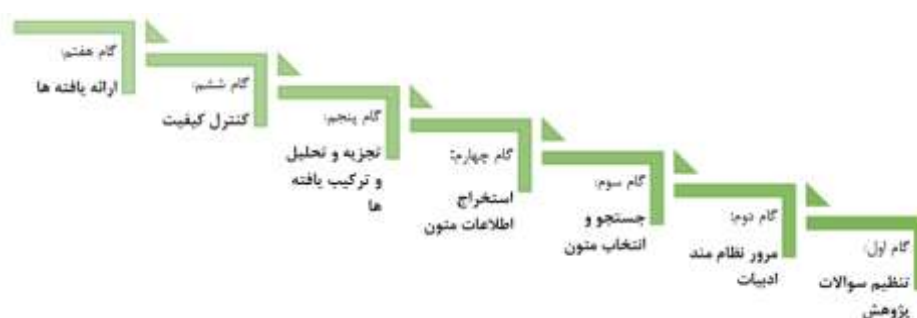 گام اول:
تنظیم سوالات
پژوهش
گام دوم:
مرور نظام مند
ادبیات
گام سوم:
جستجو و
انتخاب متون
گام چهارم:
استخراج
اطلاعات متون
گام پنجم:
تجزیه و تحلیل
و ترکیب یافته
ها
گام ششم:
کنترل کیفیت
گام هفتم:
ارائه یافته ها